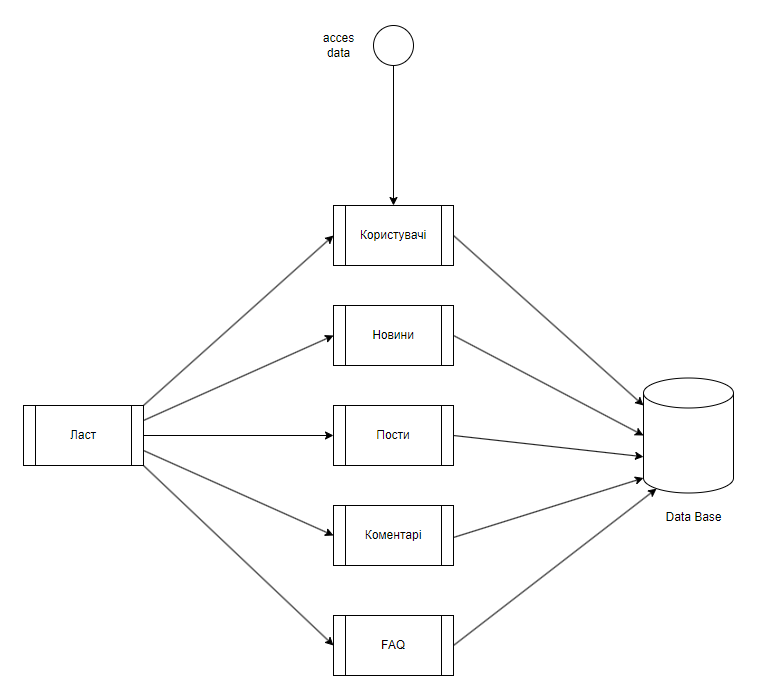 acces
data
Користувачі
Новини
Ласт
Пости
Коментарі
Data Base
FAQ